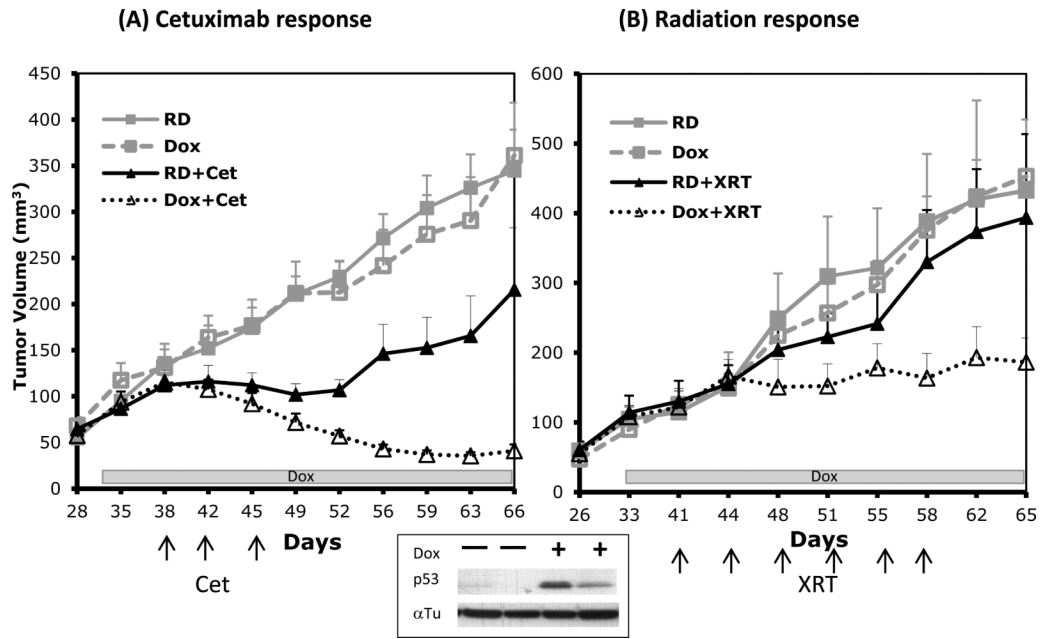 (A) Cetuximab response
(B) Radiation response
Tumor Volume (mm³)
450
400
350
300
250
200
150
100
50
0
RD
Dox
RD+Cet
Dox+Cet
Dox
28 35 38 42 45 49 52 56 59 63 66
Days
Cet
600
500
400
300
200
100
0
RD
Dox
RD+XRT
Dox+XRT
Dox
26 33 41 44 48 51 55 58 62 65
Days
XRT
Dox — — + +
p53
αTu